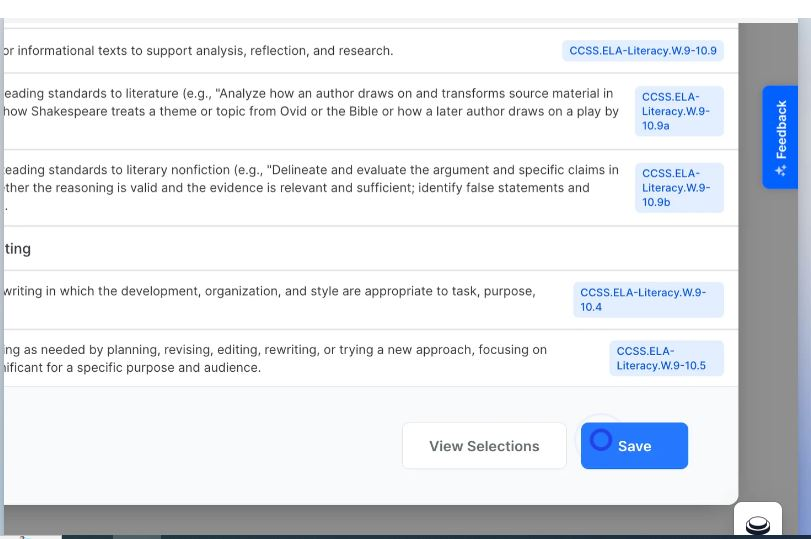 or informational texts to support analysis, reflection, and research.
CCSS.ELA-Literacy.W.9-10.9
eading standards to literature (e.g., "Analyze how an author draws on and transforms source material in
how Shakespeare treats a theme or topic from Ovid or the Bible or how a later author draws on a play by
CCSS.ELA-
Literacy.W.9-
10.9a
eading standards to literary nonfiction (e.g., "Delineate and evaluate the argument and specific claims in
ther the reasoning is valid and the evidence is relevant and sufficient; identify false statements and
.
CCSS.ELA-
Literacy.W.9-
10.9b
ting
writing in which the development, organization, and style are appropriate to task, purpose,
CCSS.ELA-Literacy.W.9-
10.4
ing as needed by planning, revising, editing, rewriting, or trying a new approach, focusing on
nificant for a specific purpose and audience.
CCSS.ELA-
Literacy.W.9-10.5
View Selections
Save
Feedback